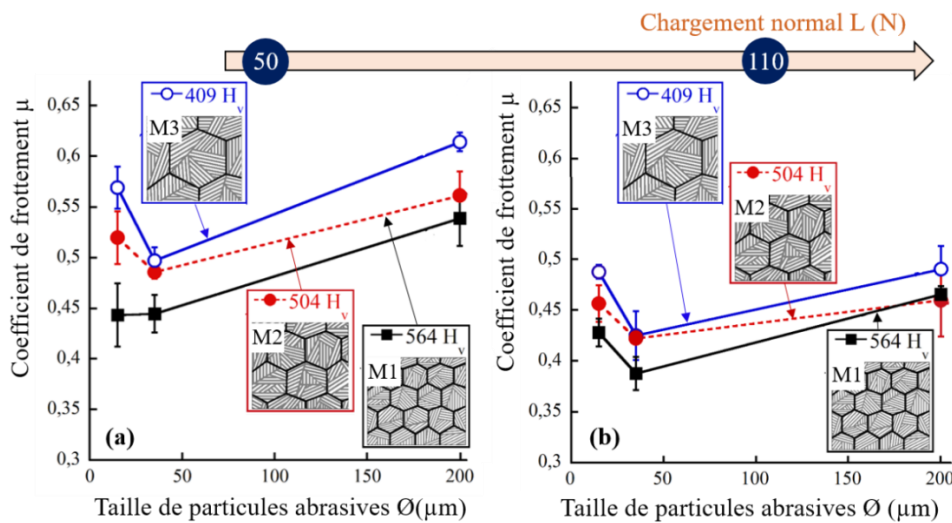 Chargement normal L (N)
50
110
Coefficient de frottement μ
0,65
0,6
0,55
0,5
0,45
0,4
0,35
0,3
409 Hv
M3
504 Hv
M2
564 Hv
M1
(a)
0
50
100
150
200
Taille de particules abrasives Ø(μm)
Coefficient de frottement μ
0,65
0,6
0,55
0,5
0,45
0,4
0,35
0,3
409 Hv
M3
504 Hv
M2
564 Hv
M1
(b)
0
50
100
150
200
Taille de particules abrasives Ø (μm)